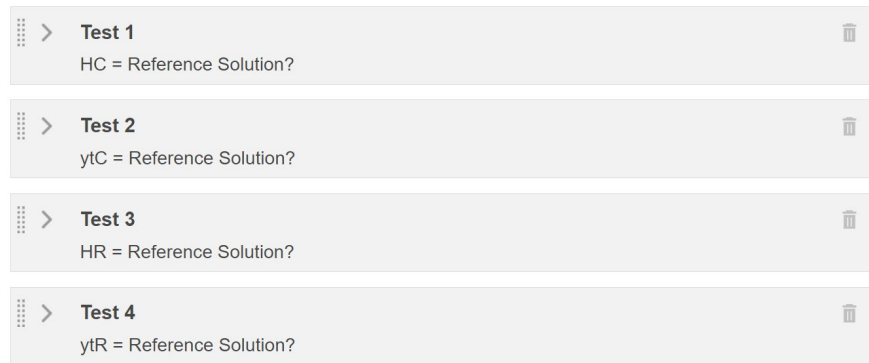 Test 1
HC = Reference Solution?
Test 2
ytC = Reference Solution?
Test 3
HR = Reference Solution?
Test 4
ytR = Reference Solution?